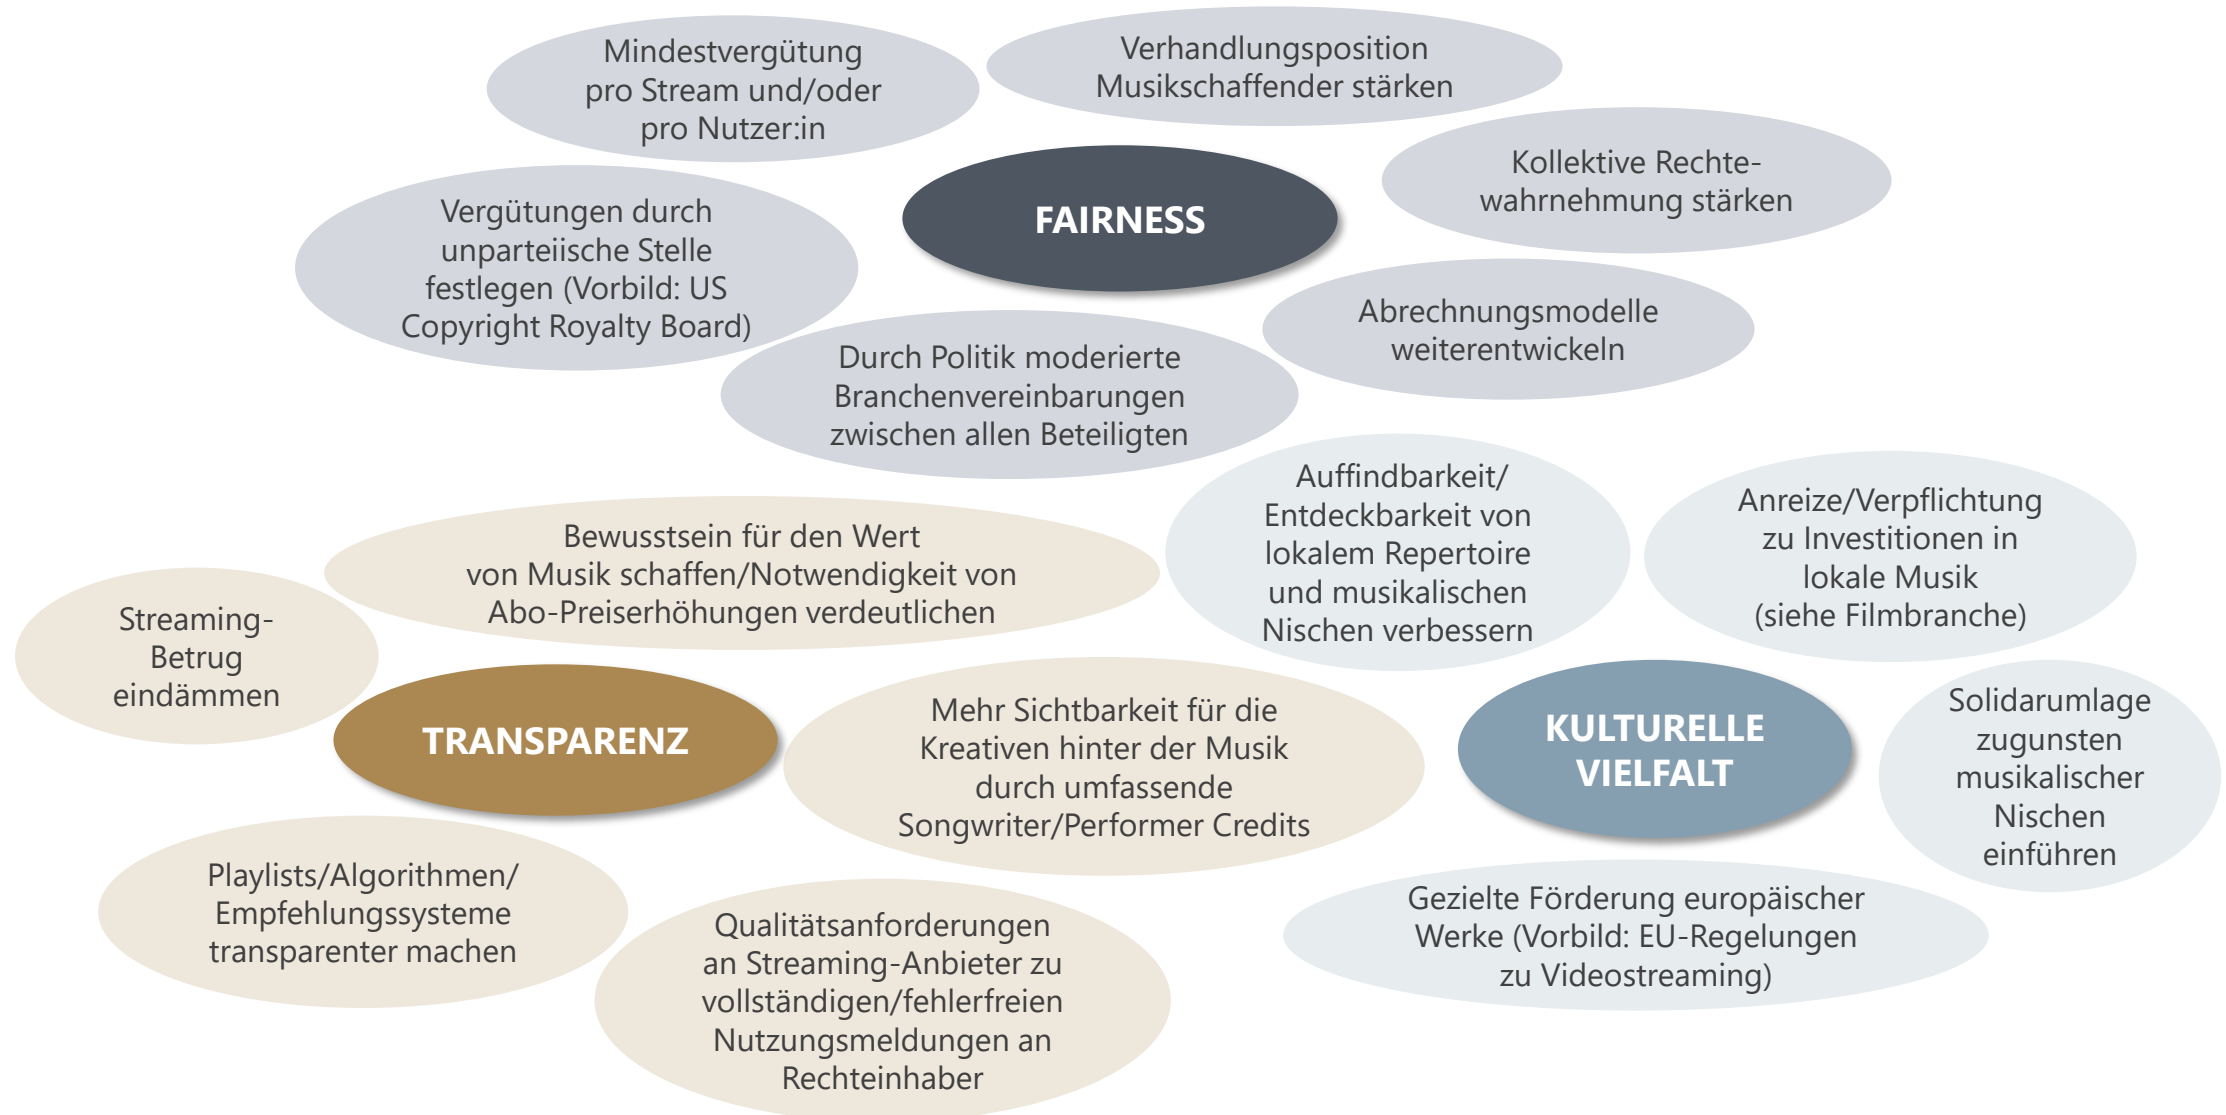 Mindestvergütung
pro Stream und/oder
pro Nutzer:in
Verhandlungsposition
Musikschaffender stärken
Kollektive Rechte-
wahrnehmung stärken
FAIRNESS
Vergütungen durch
unparteiische Stelle
festlegen (Vorbild: US
Copyright Royalty Board)
Abrechnungsmodelle
weiterentwickeln
Durch Politik moderierte
Branchenvereinbarungen
zwischen allen Beteiligten
Auffindbarkeit/
Entdeckbarkeit von
lokalem Repertoire
und musikalischen
Nischen verbessern
Anreize/Verpflichtung
zu Investitionen in
lokale Musik
(siehe Filmbranche)
Bewusstsein für den Wert
von Musik schaffen/Notwendigkeit von
Abo-Preiserhöhungen verdeutlichen
Streaming-
Betrug
eindämmen
TRANSPARENZ
Mehr Sichtbarkeit für die
Kreativen hinter der Musik
durch umfassende
Songwriter/Performer Credits
KULTURELLE
VIELFALT
Solidarumlage
zugunsten
musikalischer
Nischen
einführen
Playlists/Algorithmen/
Empfehlungssysteme
transparenter machen
Qualitätsanforderungen
an Streaming-Anbieter zu
vollständigen/fehlerfreien
Nutzungsmeldungen an
Rechteinhaber
Gezielte Förderung europäischer
Werke (Vorbild: EU-Regelungen
zu Videostreaming)